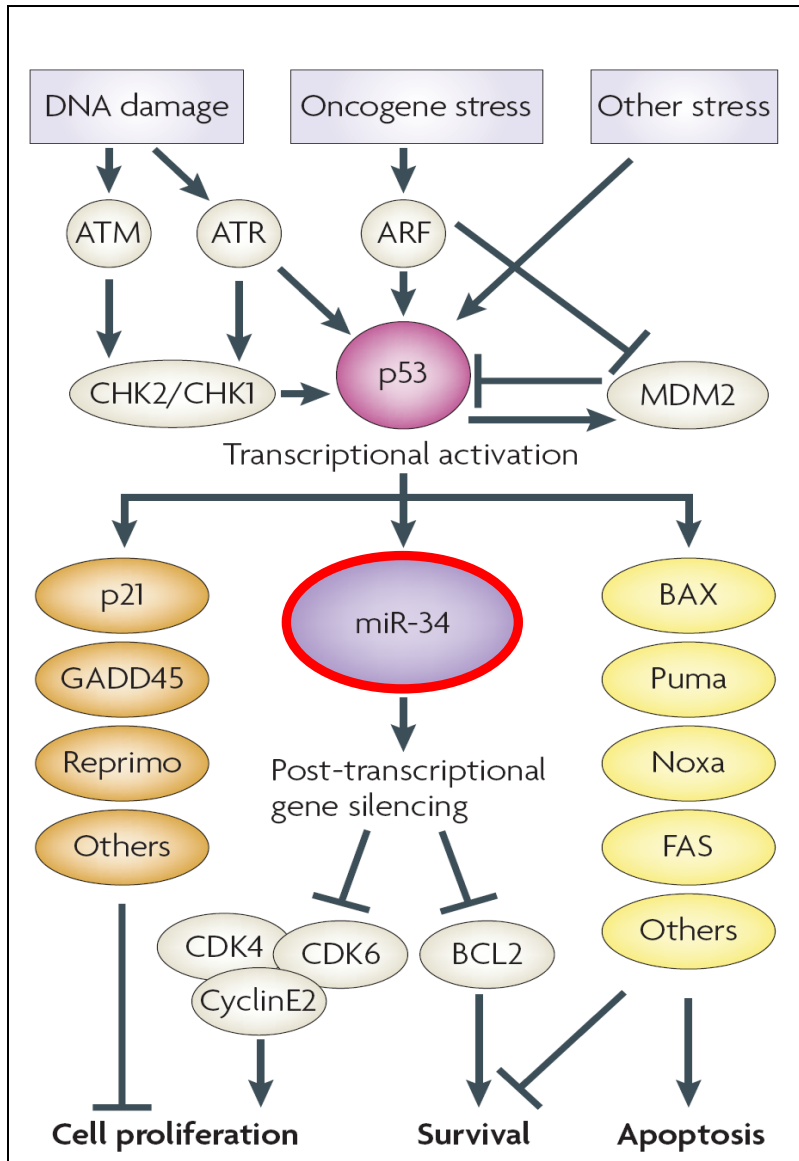 DNA damage
Oncogene stress
Other stress
ATM
ATR
ARF
p53
CHK2/CHK1
MDM2
Transcriptional activation
p21
miR-34
BAX
GADD45
Puma
Reprimo
Post-transcriptional
gene silencing
Noxa
Others
FAS
CDK4
CDK6
BCL2
Others
CyclinE2
Cell proliferation
Survival
Apoptosis